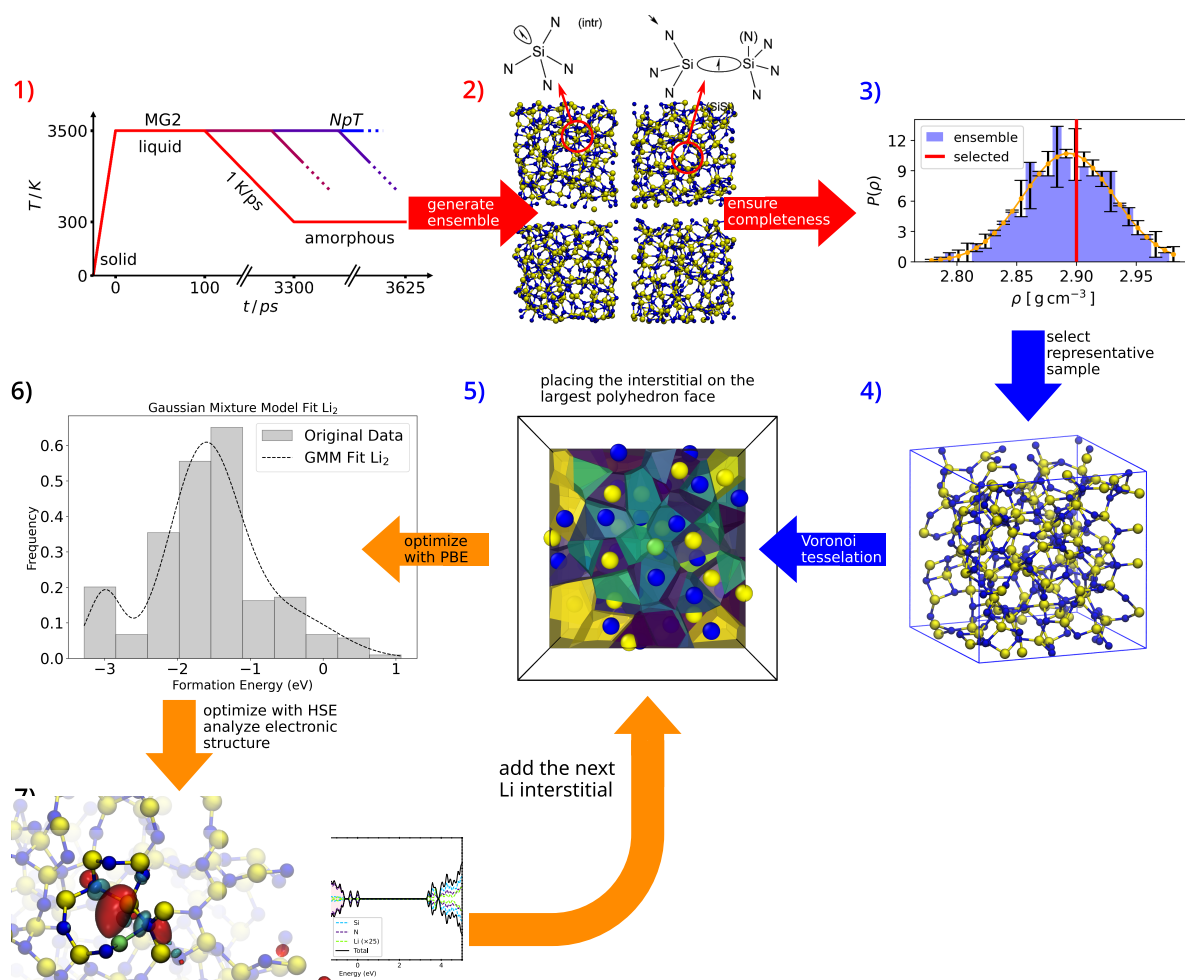 1)
MG2
liquid
NpT
3500
300
0
T / K
1 K/ps
solid
amorphous
0
100
3300
3625
t / ps
generate
ensemble
2)
N
(intr)
Si
N
N
N
N
Si
N
(N)
N
Si
N
N
(SiSi)
ensure
completeness
3)
ensemble
selected
12
9
6
3
0
P(ρ)
2.80
2.85
2.90
2.95
ρ [ g cm⁻³ ]
select
representative
sample
4)
Voronoi
tesselation
5)
placing the interstitial on the
largest polyhedron face
optimize
with PBE
6)
Gaussian Mixture Model Fit Li₂
Original Data
GMM Fit Li₂
0.6
0.5
0.4
0.3
0.2
0.1
0.0
Frequency
−3
−2
−1
0
1
Formation Energy (eV)
optimize with HSE
analyze electronic
structure
7)
Si
N
Li (×25)
Total
0
2
4
Energy (eV)
add the next
Li interstitial